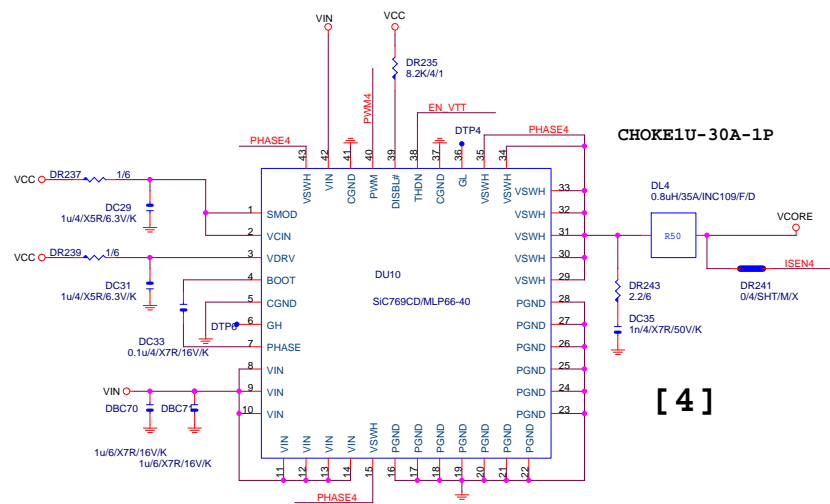 VIN
VCC
DR235
8.2K/4/1
PWM4
EN_VTT
PHASE4
DTP4
PHASE4
CHOKE1U-30A-1P
43
42
41
40
39
38
37
36
35
34
VSWH
VIN
CGND
PWM
DISBL#
THDN
CGND
GL
VSWH
VSWH
VCC
DR237
1/6
DC29
1u/4/X5R/6.3V/K
VCC
DR239
1/6
DC31
1u/4/X5R/6.3V/K
DC33
0.1u/4/X7R/16V/K
DTP6
VIN
DBC70
DBC71
1u/6/X7R/16V/K
1u/6/X7R/16V/K
1 SMOD
2 VCIN
3 VDRV
4 BOOT
5 CGND
6 GH
7 PHASE
8 VIN
9 VIN
10 VIN
DU10
SiC769CD/MLP66-40
VSWH 33
VSWH 32
VSWH 31
VSWH 30
VSWH 29
PGND 28
PGND 27
PGND 26
PGND 25
PGND 24
PGND 23
DL4
0.8uH/35A/INC109/F/D
R50
VCORE
ISEN4
DR241
0/4/SHT/M/X
DR243
2.2/6
DC35
1n/4/X7R/50V/K
[4]
VIN
VIN
VIN
VIN
VSWH
PGND
PGND
PGND
PGND
PGND
PGND
PGND
11
12
13
14
15
16
17
18
19
20
21
22
PHASE4